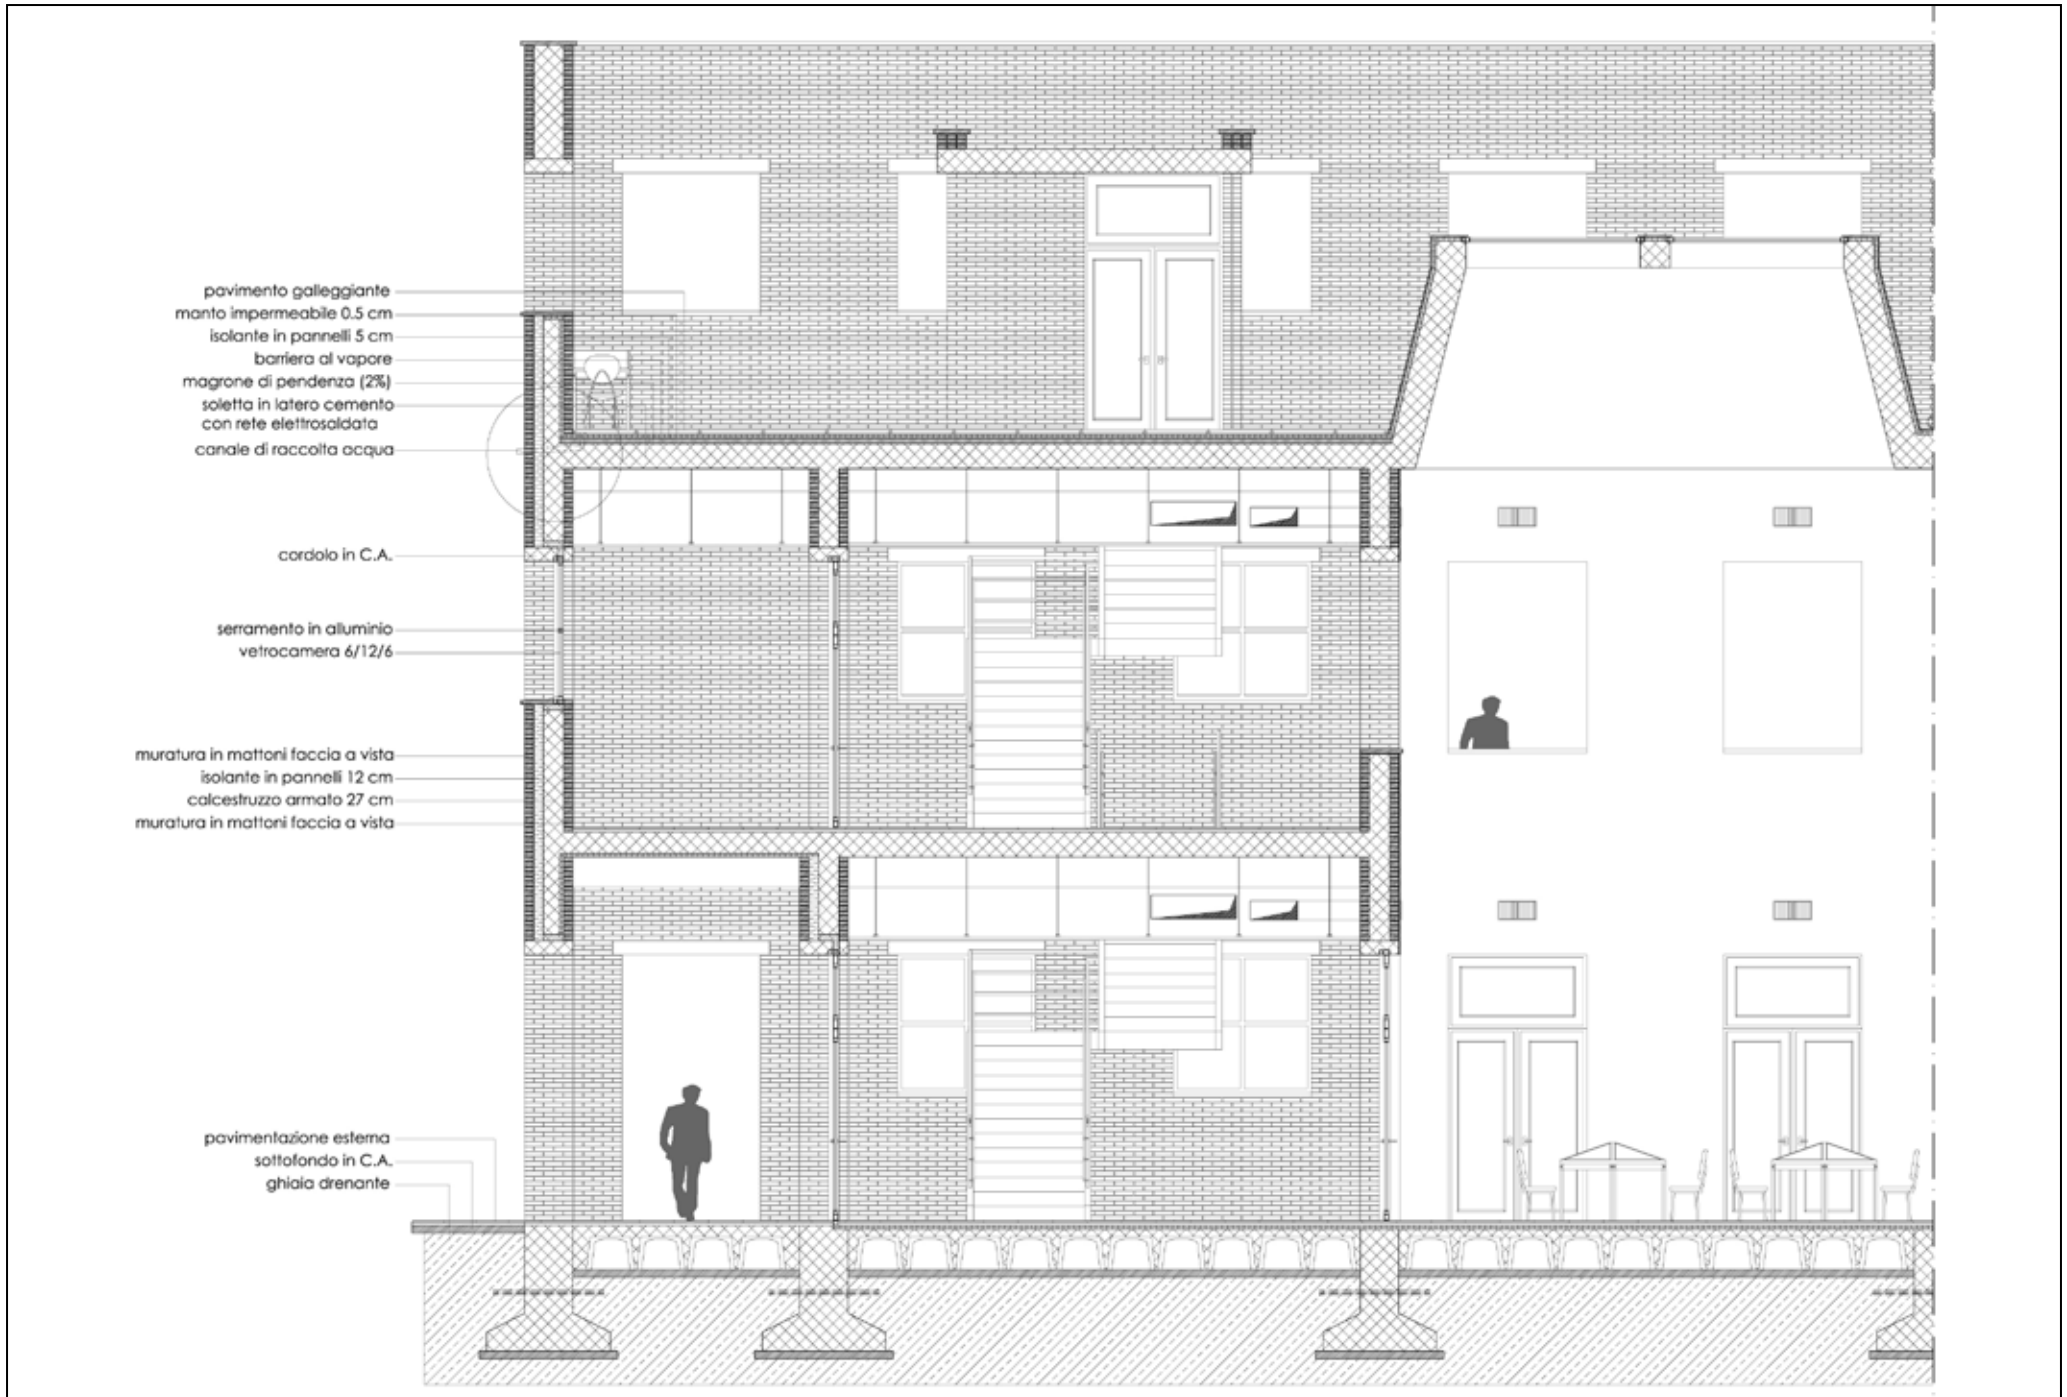 pavimento galleggiante
manto impermeabile 0.5 cm
isolante in pannelli 5 cm
barriera al vapore
magrone di pendenza (2%)
soletta in latero cemento
con rete elettrosaldata
canale di raccolta acqua
cordolo in C.A.
serramento in alluminio
vetrocamera 6/12/6
muratura in mattoni faccia a vista
isolante in pannelli 12 cm
calcestruzzo armato 27 cm
muratura in mattoni faccia a vista
pavimentazione esterna
sottofondo in C.A.
ghiaia drenante